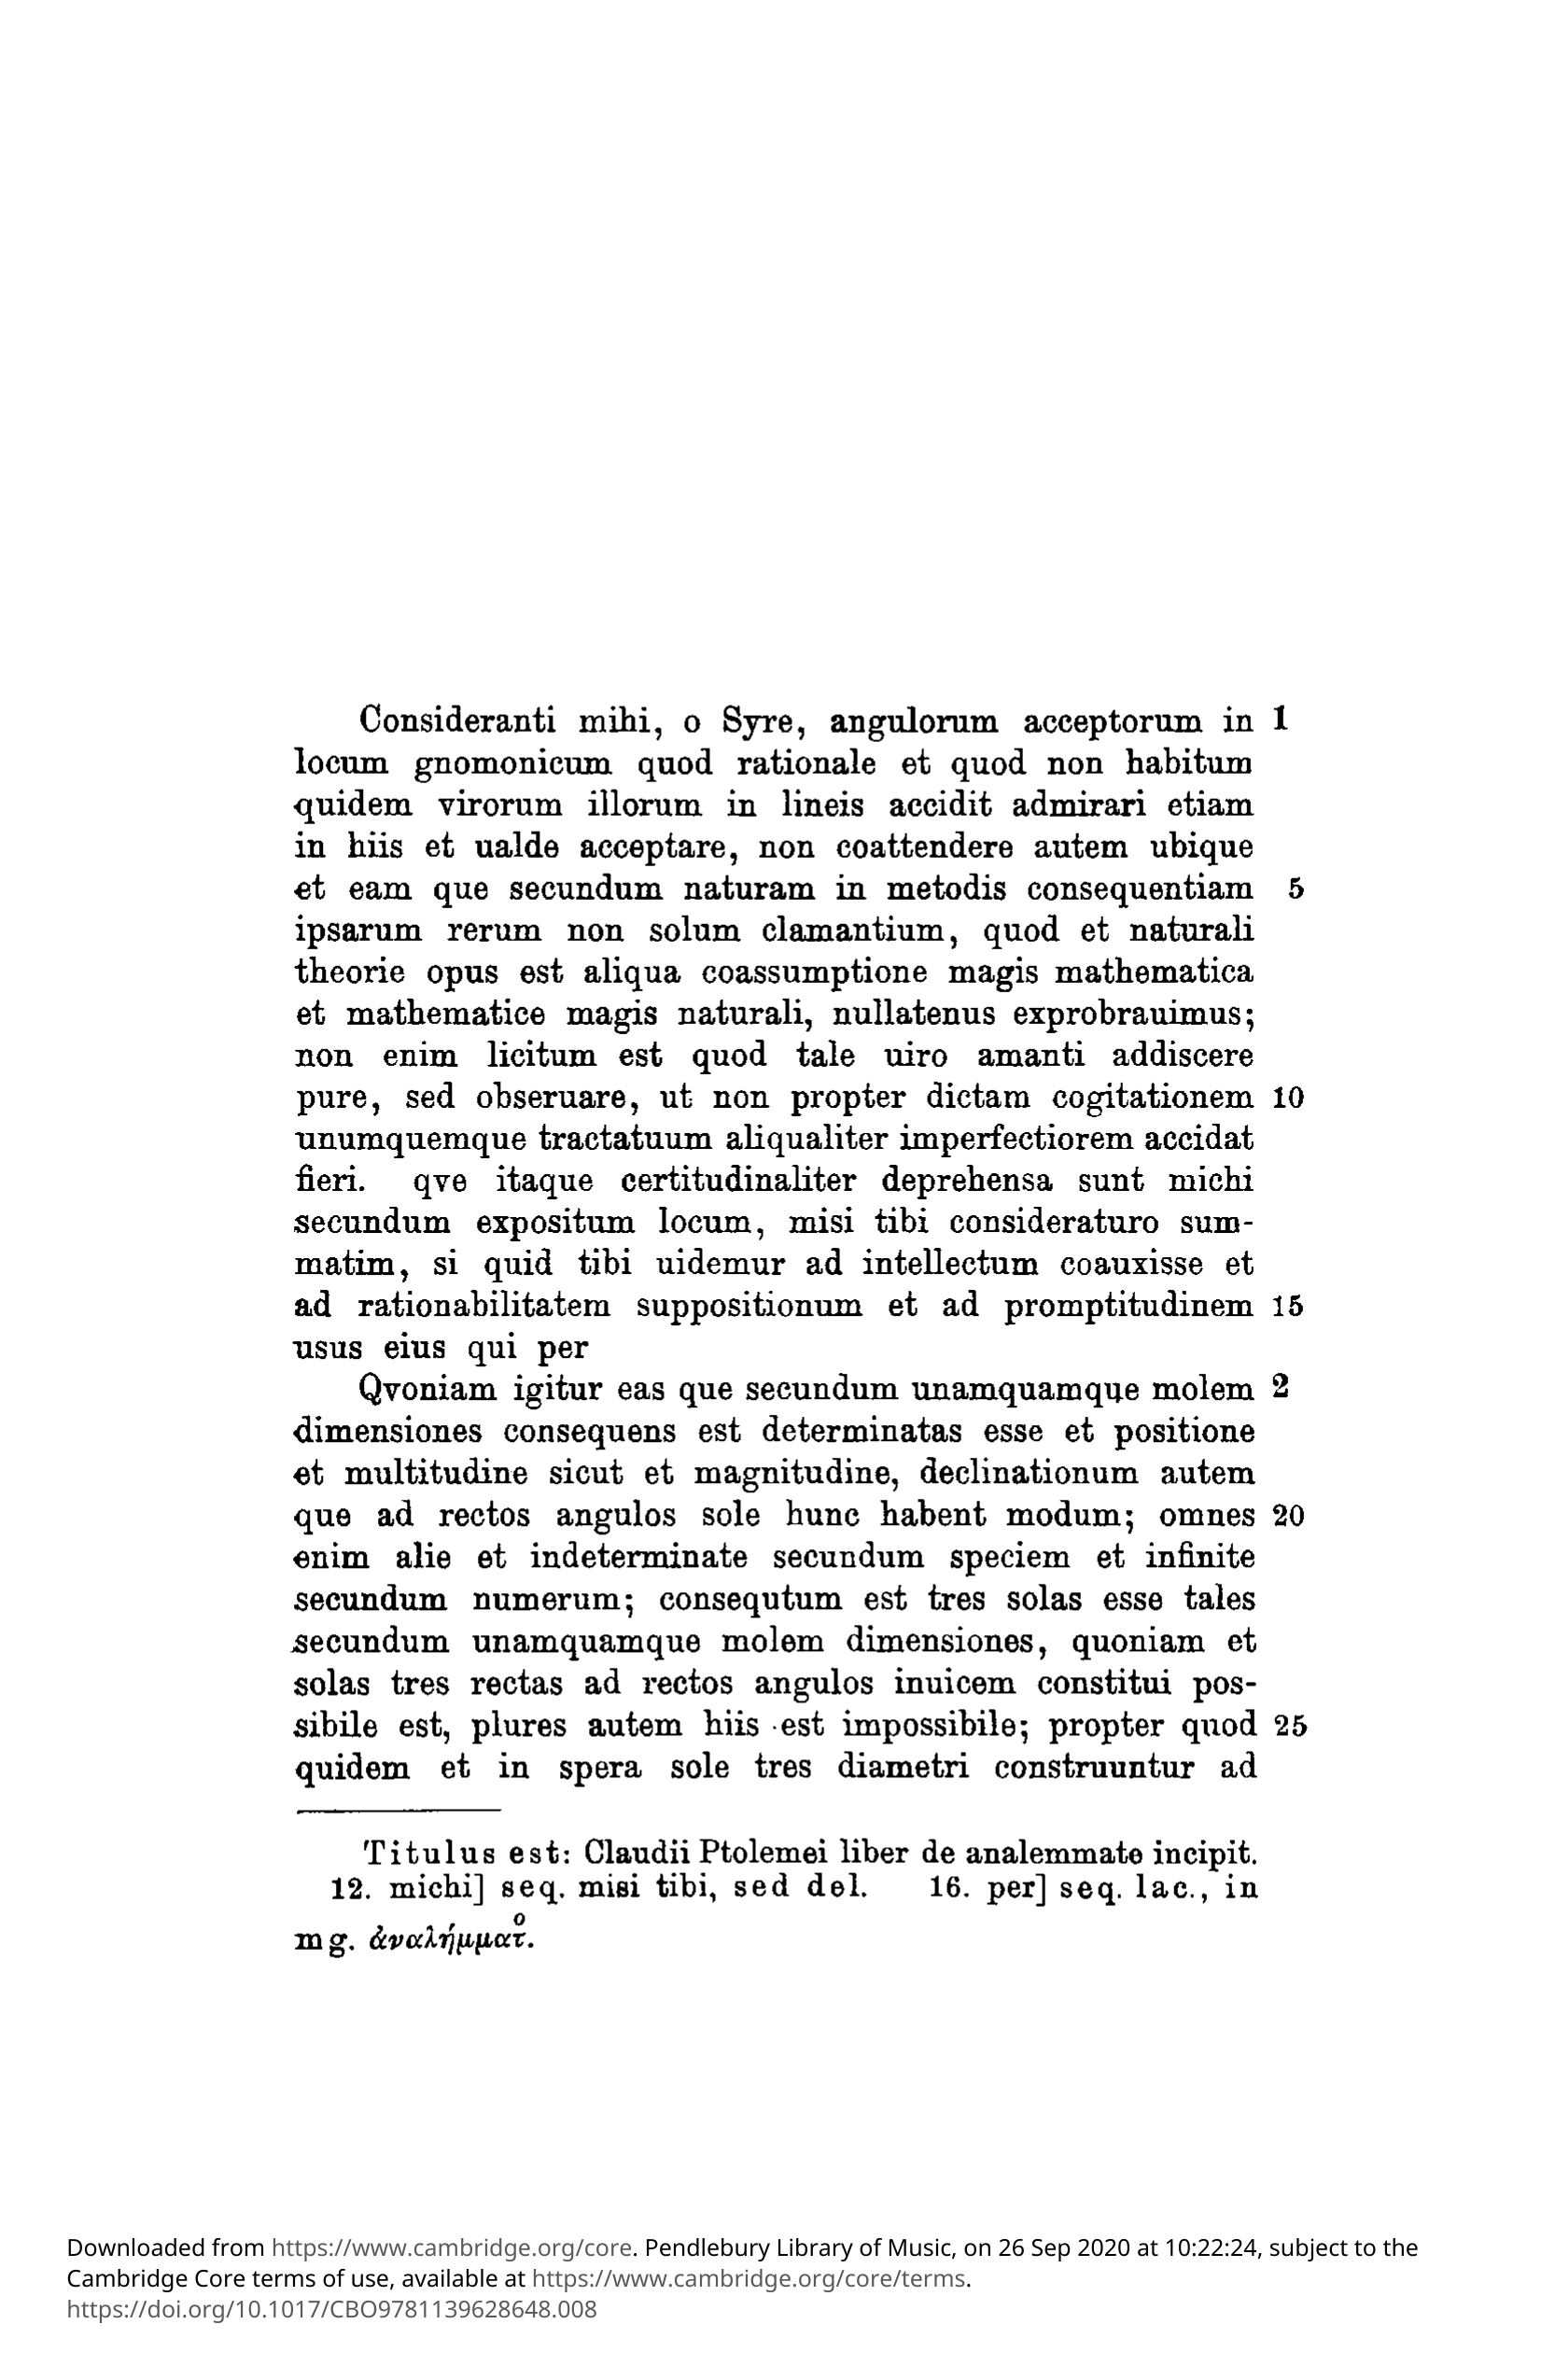 Consideranti mihi, o Syre, angulorum acceptorum in 1
locum gnomonicum quod rationale et quod non habitum
quidem virorum illorum in lineis accidit admirari etiam
in hiis et ualde acceptare, non coattendere autem ubique
et eam que secundum naturam in metodis consequentiam 5
ipsarum rerum non solum clamantium, quod et naturali
theorie opus est aliqua coassumptione magis mathematica
et mathematice magis naturali, nullatenus exprobrauimus;
non enim licitum est quod tale uiro amanti addiscere
pure, sed obseruare, ut non propter dictam cogitationem 10
unumquemque tractatuum aliqualiter imperfectiorem accidat
fieri. qve itaque certitudinaliter deprehensa sunt michi
secundum expositum locum, misi tibi consideraturo sum-
matim, si quid tibi uidemur ad intellectum coauxisse et
ad rationabilitatem suppositionum et ad promptitudinem 15
usus eius qui per
Qvoniam igitur eas que secundum unamquamque molem 2
dimensiones consequens est determinatas esse et positione
et multitudine sicut et magnitudine, declinationum autem
que ad rectos angulos sole hunc habent modum; omnes 20
enim alie et indeterminate secundum speciem et infinite
secundum numerum; consequtum est tres solas esse tales
secundum unamquamque molem dimensiones, quoniam et
solas tres rectas ad rectos angulos inuicem constitui pos-
sibile est, plures autem hiis est impossibile; propter quod 25
quidem et in spera sole tres diametri construuntur ad
Titulus est: Claudii Ptolemei liber de analemmate incipit.
12. michi] seq. misi tibi, sed del. 16. per] seq. lac., in
mg. ἀναλήμματο̊.
Downloaded from https://www.cambridge.org/core. Pendlebury Library of Music, on 26 Sep 2020 at 10:22:24, subject to the
Cambridge Core terms of use, available at https://www.cambridge.org/core/terms.
https://doi.org/10.1017/CBO9781139628648.008